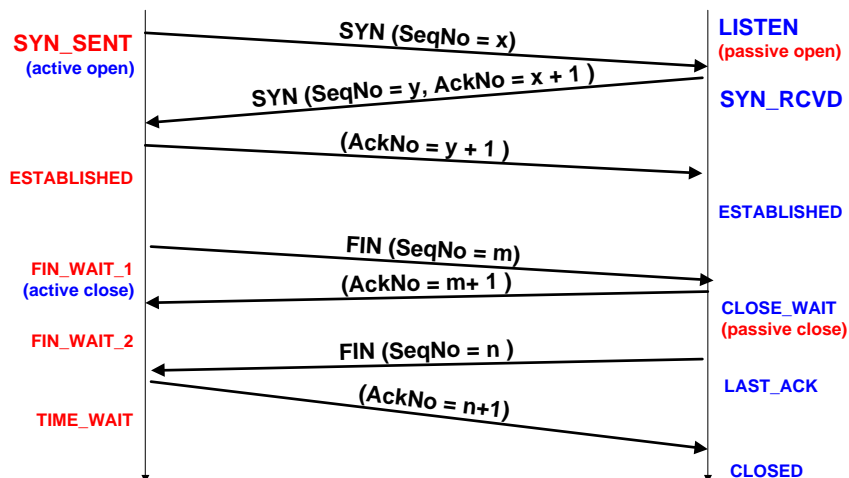 SYN (SeqNo = x)
LISTEN
SYN_SENT
(passive open)
(active open)
SYN (SeqNo = y, AckNo = x + 1 )
SYN_RCVD
(AckNo = y + 1 )
ESTABLISHED
ESTABLISHED
FIN (SeqNo = m)
FIN_WAIT_1
(active close)
(AckNo = m+ 1 )
CLOSE_WAIT
(passive close)
FIN_WAIT_2
FIN (SeqNo = n )
LAST_ACK
(AckNo = n+1)
TIME_WAIT
CLOSED